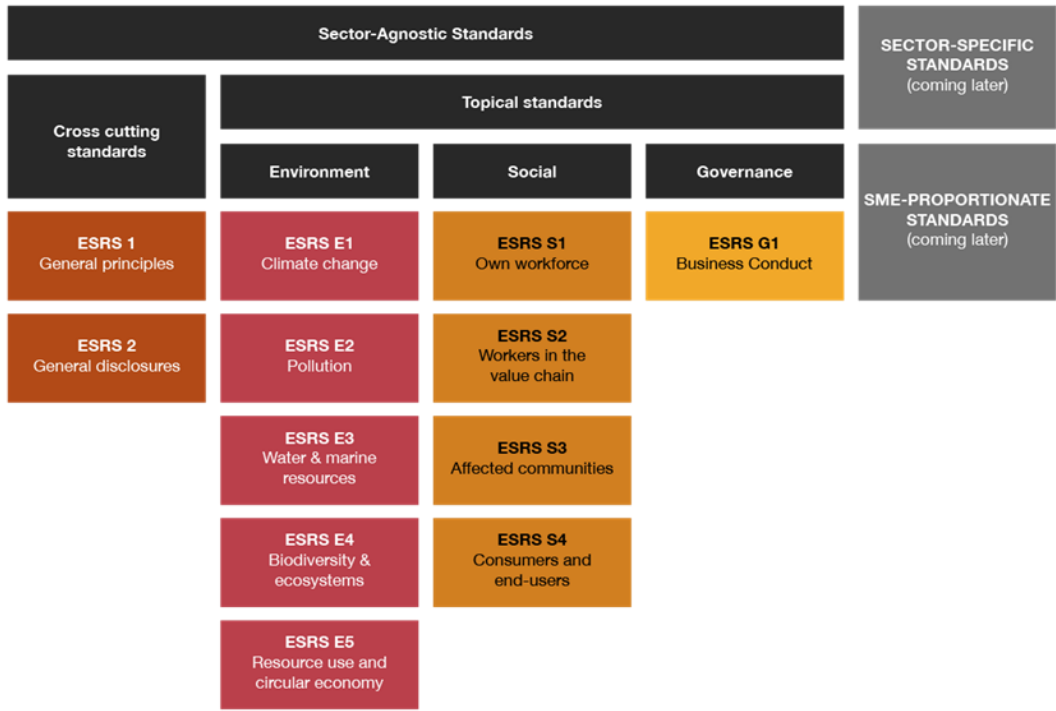 Sector-Agnostic Standards
SECTOR-SPECIFIC
STANDARDS
(coming later)
Cross cutting
standards
Topical standards
Environment
Social
Governance
SME-PROPORTIONATE
STANDARDS
(coming later)
ESRS 1
General principles
ESRS E1
Climate change
ESRS S1
Own workforce
ESRS G1
Business Conduct
ESRS 2
General disclosures
ESRS E2
Pollution
ESRS S2
Workers in the
value chain
ESRS E3
Water & marine
resources
ESRS S3
Affected communities
ESRS E4
Biodiversity &
ecosystems
ESRS S4
Consumers and
end-users
ESRS E5
Resource use and
circular economy